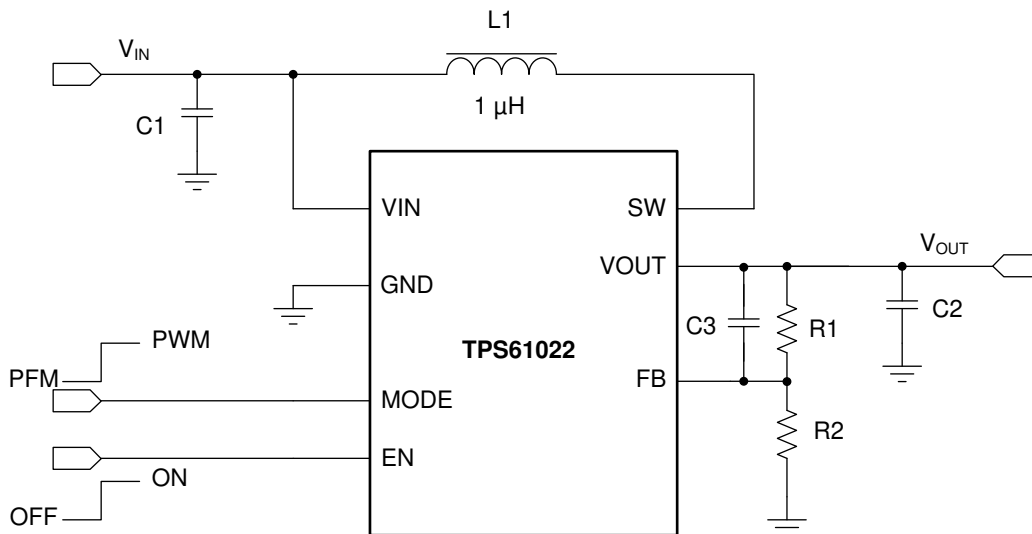 L1
V_IN
1 µH
C1
VIN
SW
V_OUT
VOUT
GND
C3
R1
C2
PWM
TPS61022
PFM
FB
MODE
R2
EN
ON
OFF